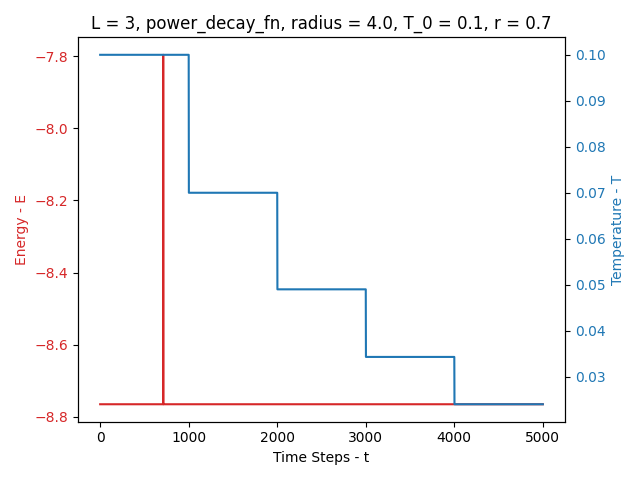 L = 3, power_decay_fn, radius = 4.0, T_0 = 0.1, r = 0.7
−7.8
−8.0
−8.2
−8.4
−8.6
−8.8
Energy - E
0.10
0.09
0.08
0.07
0.06
0.05
0.04
0.03
Temperature - T
0 1000 2000 3000 4000 5000
Time Steps - t